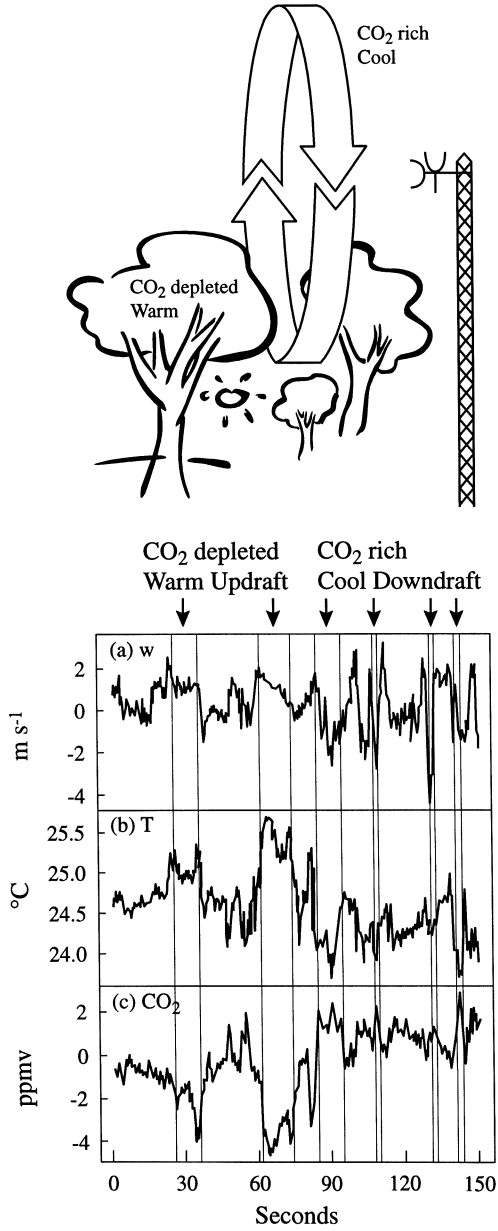 CO₂ rich
Cool
CO₂ depleted
Warm
CO₂ depleted
Warm Updraft
CO₂ rich
Cool Downdraft
(a) w
2
0
-2
-4
m s⁻¹
(b) T
25.5
25.0
24.5
24.0
°C
(c) CO₂
2
0
-2
-4
ppmv
0 30 60 90 120 150
Seconds